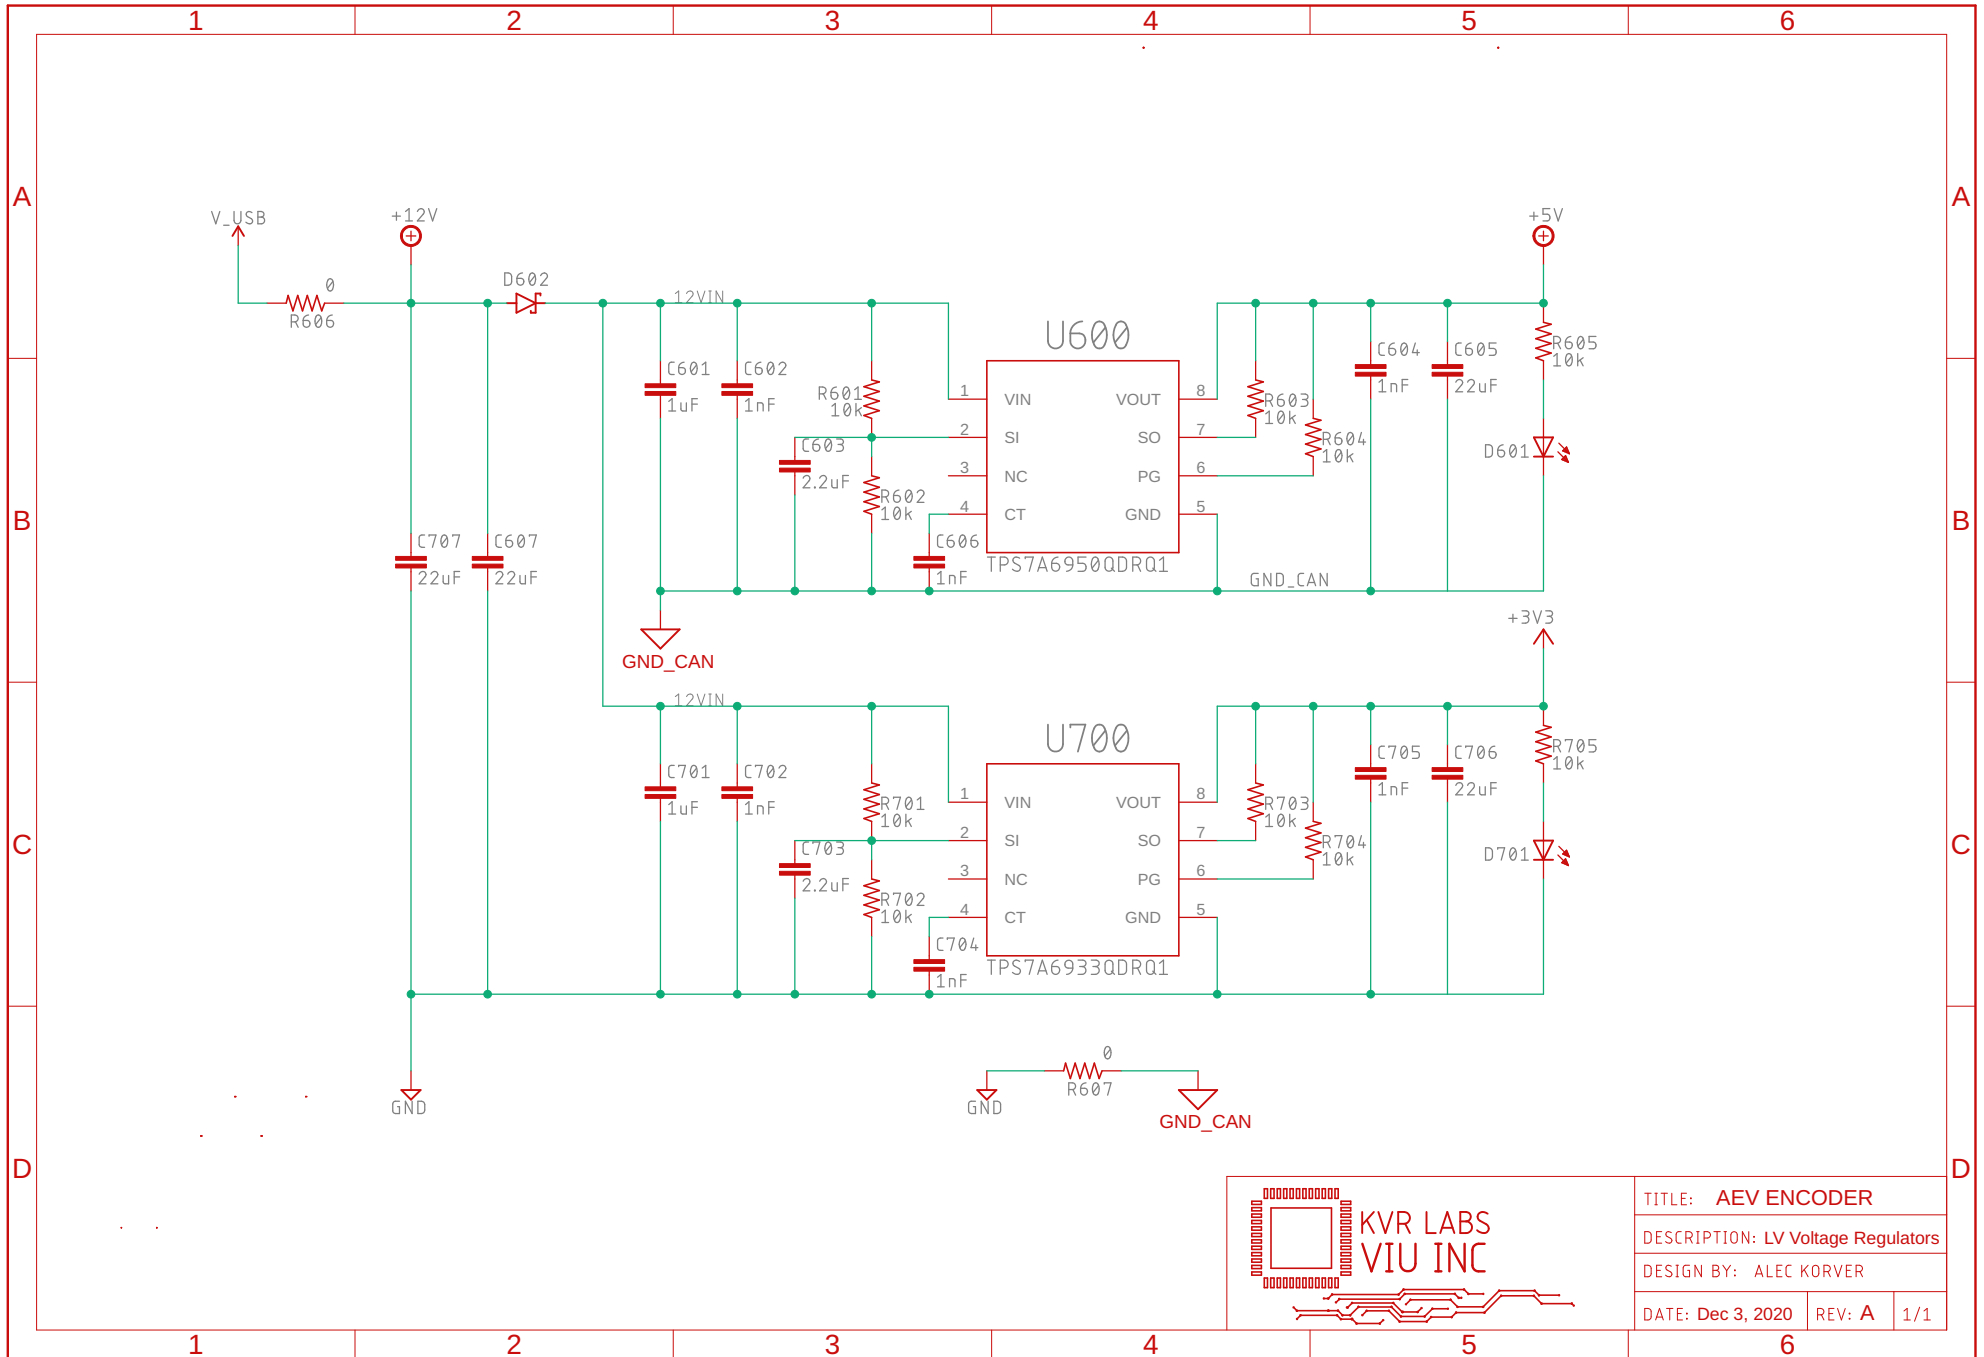 1 2 3 4 5 6
A A
V_USB +12V +5V
0
R606
D602
12VIN
U600
C601
1uF
C602
1nF
R601
10k
C603
2.2uF
R602
10k
C606
1nF
1 VIN VOUT 8
2 SI SO 7
3 NC PG 6
4 CT GND 5
TPS7A6950QDRQ1
R603
10k
R604
10k
C604
1nF
C605
22uF
R605
10k
D601
B B
C707
22uF
C607
22uF
GND_CAN
GND_CAN
+3V3
12VIN
U700
C701
1uF
C702
1nF
R701
10k
C703
2.2uF
R702
10k
C704
1nF
1 VIN VOUT 8
2 SI SO 7
3 NC PG 6
4 CT GND 5
TPS7A6933QDRQ1
R703
10k
R704
10k
C705
1nF
C706
22uF
R705
10k
D701
C C
GND
GND
0
R607
GND_CAN
D D
KVR LABS
VIU INC
TITLE: AEV ENCODER
DESCRIPTION: LV Voltage Regulators
DESIGN BY: ALEC KORVER
DATE: Dec 3, 2020 REV: A 1/1
1 2 3 4 5 6